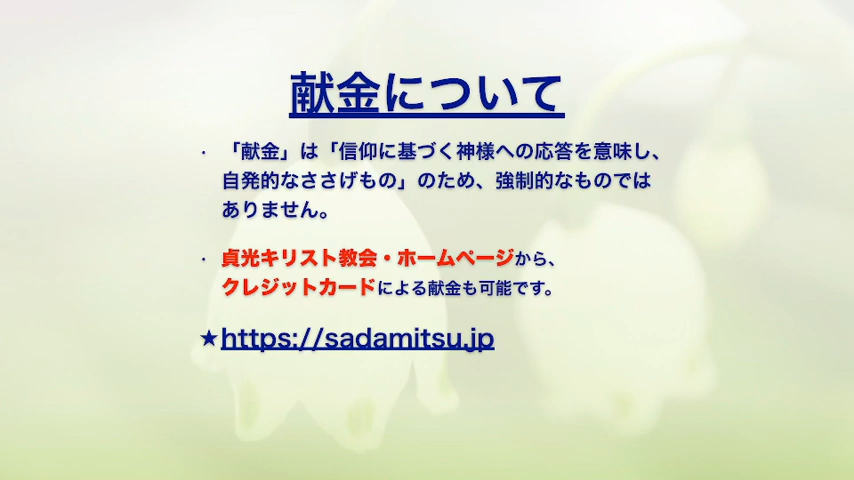 献金について
・「献金」は「信仰に基づく神様への応答を意味し、
自発的なささげもの」のため、強制的なものでは
ありません。
・貞光キリスト教会・ホームページから、
クレジットカードによる献金も可能です。
★https://sadamitsu.jp